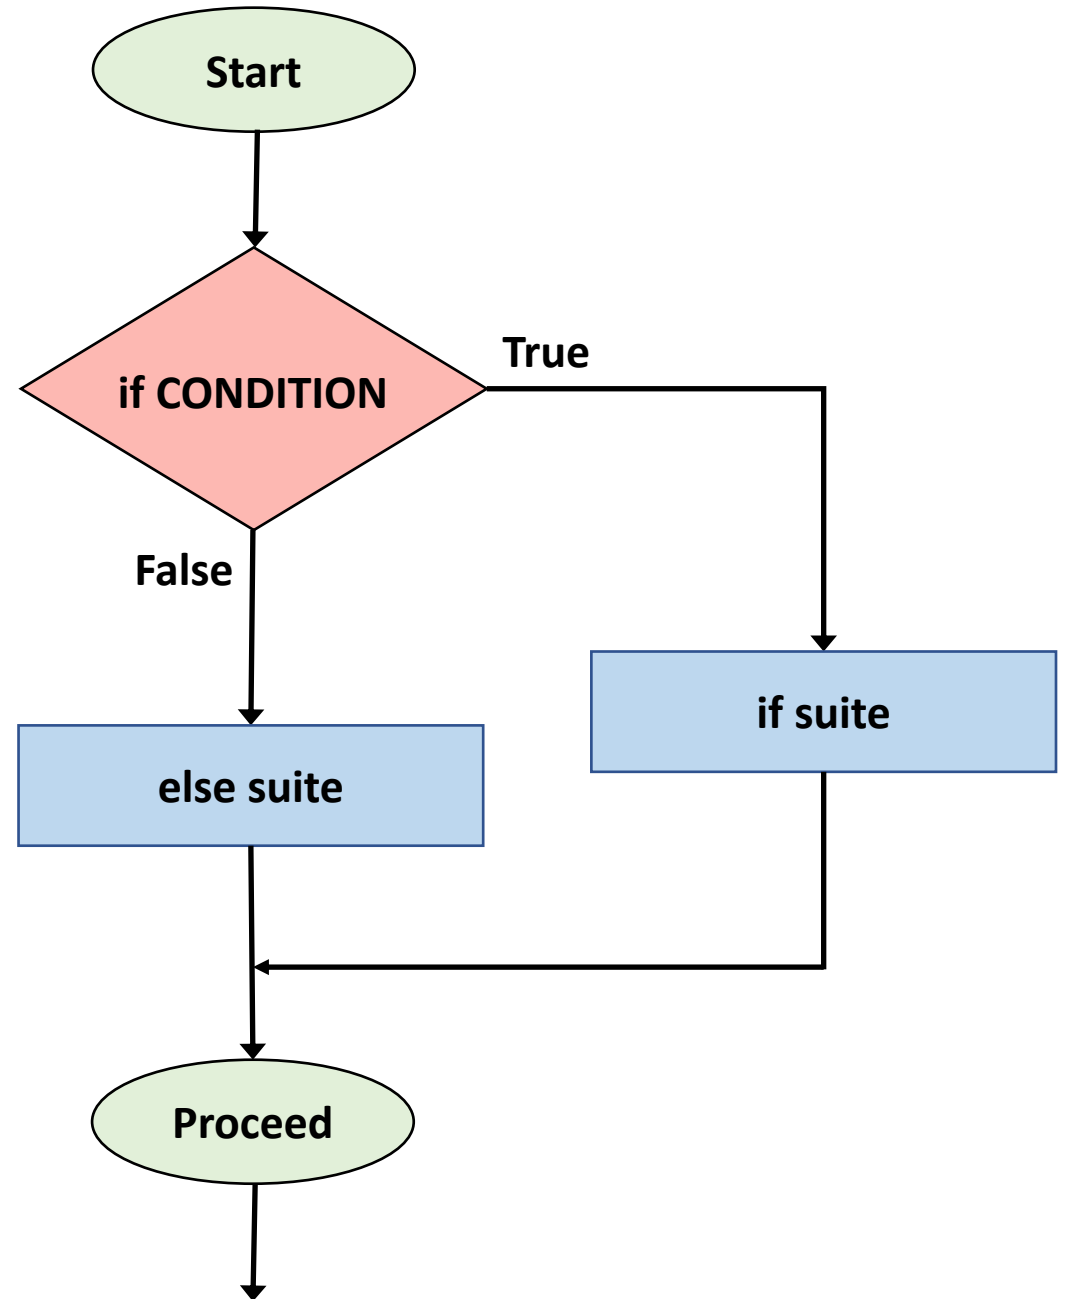 Start
if CONDITION
True
False
if suite
else suite
Proceed